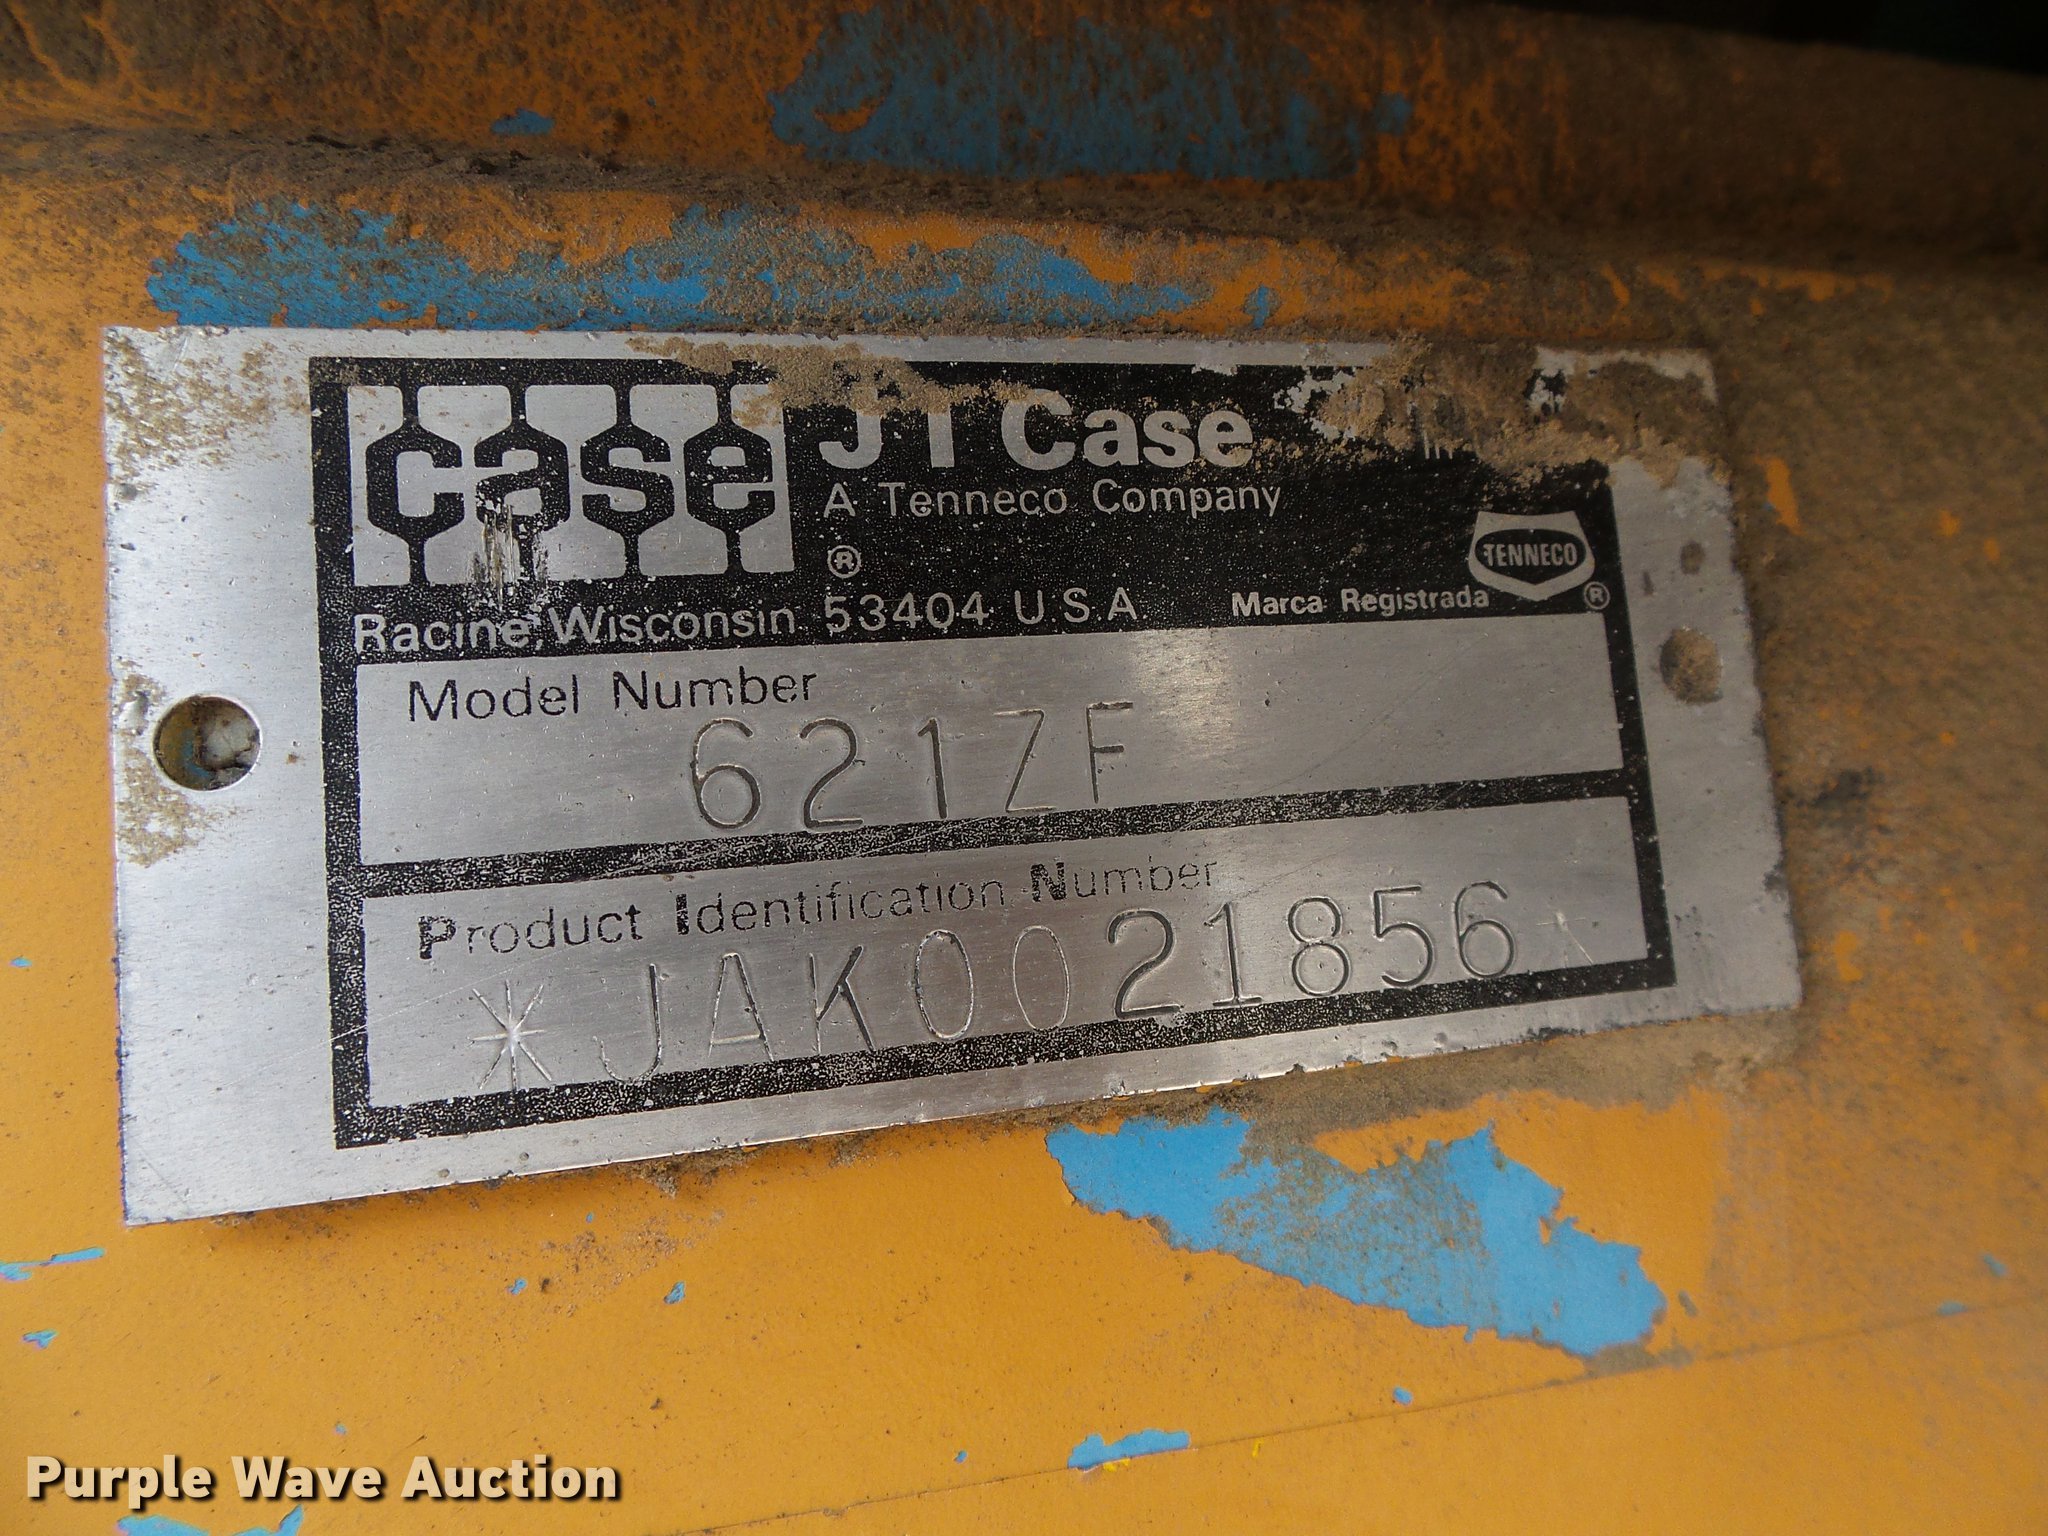 case
J I Case
A Tenneco Company
®
TENNECO
®
Racine, Wisconsin 53404 U.S.A.
Marca Registrada
Model Number
621ZF
Product Identification Number
*JAK0021856*
Purple Wave Auction